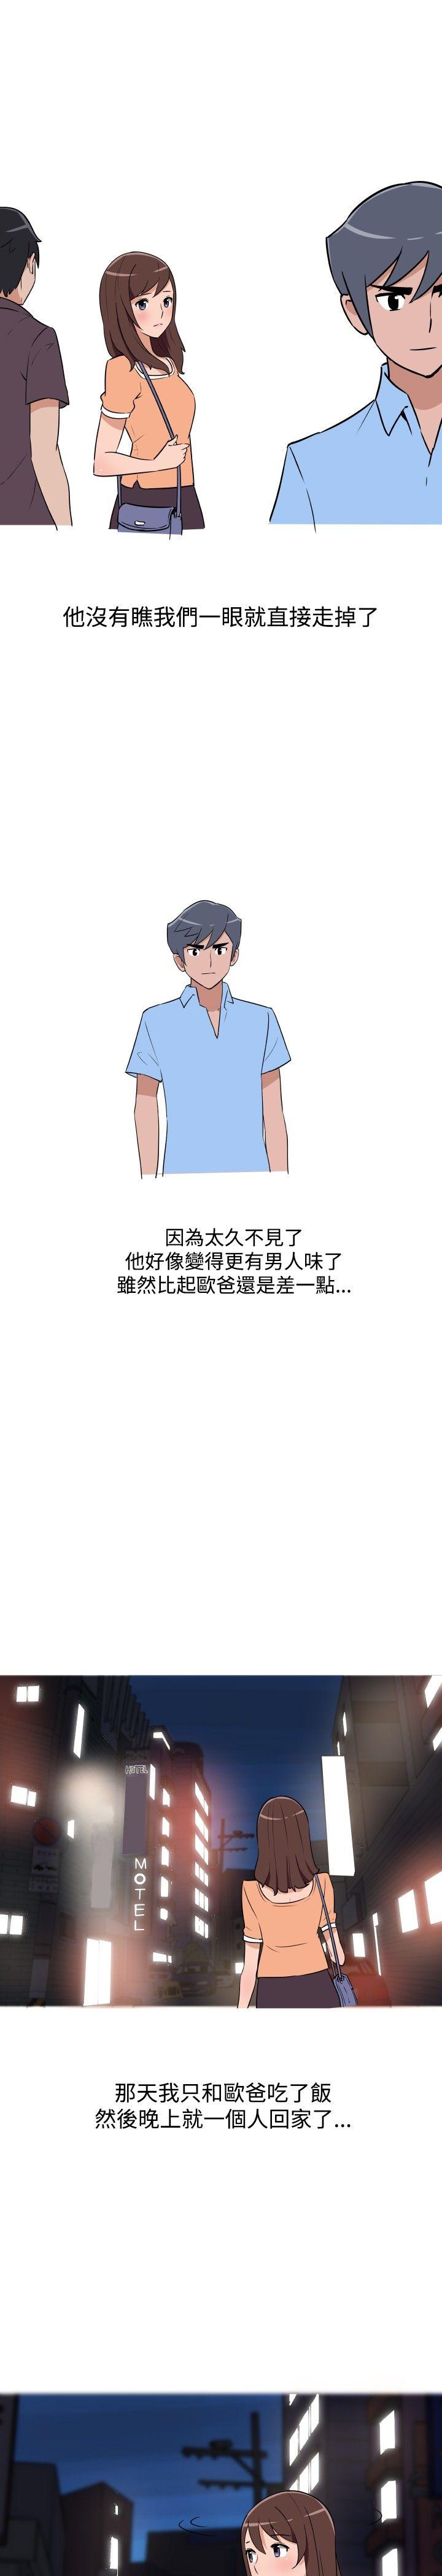 他沒有瞧我們一眼就直接走掉了
因為太久不見了
他好像變得更有男人味了
雖然比起歐爸還是差一點...
HOTEL
MOTEL
那天我只和歐爸吃了飯
然後晚上就一個人回家了...